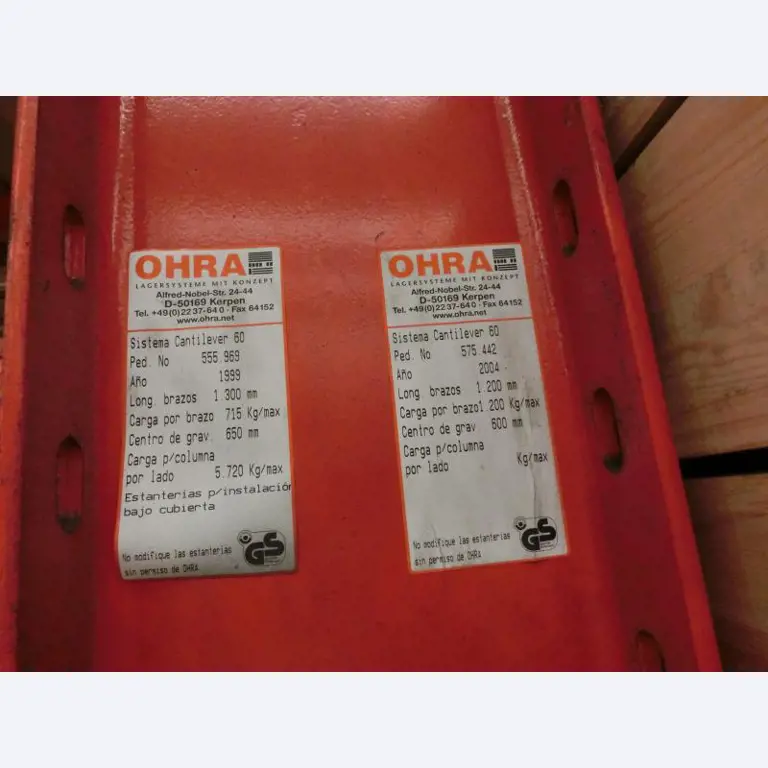 OHRA
LAGERSYSTEME MIT KONZEPT
Alfred-Nobel-Str. 24-44
D-50169 Kerpen
Tel. +49(0)2237-64 0 · Fax 64152
www.ohra.net
Sistema Cantilever 60
Ped. No 555.969
Año 1999
Long. brazos 1.300 mm
Carga por brazo 715 Kg/max
Centro de grav. 650 mm
Carga p/columna
por lado 5.720 Kg/max
Estanterias p/instalación
bajo cubierta
No modifique las estanterias
sin permiso de OHRA
GS
OHRA
LAGERSYSTEME MIT KONZEPT
Alfred-Nobel-Str. 24-44
D-50169 Kerpen
Tel. +49(0)2237-64 0 · Fax 64152
www.ohra.net
Sistema Cantilever 60
Ped. No 575.442
Año 2004
Long. brazos 1.200 mm
Carga por brazo1.200 Kg/max
Centro de grav. 600 mm
Carga p/columna
por lado Kg/max
No modifique las estanterias
sin permiso de OHRA
GS